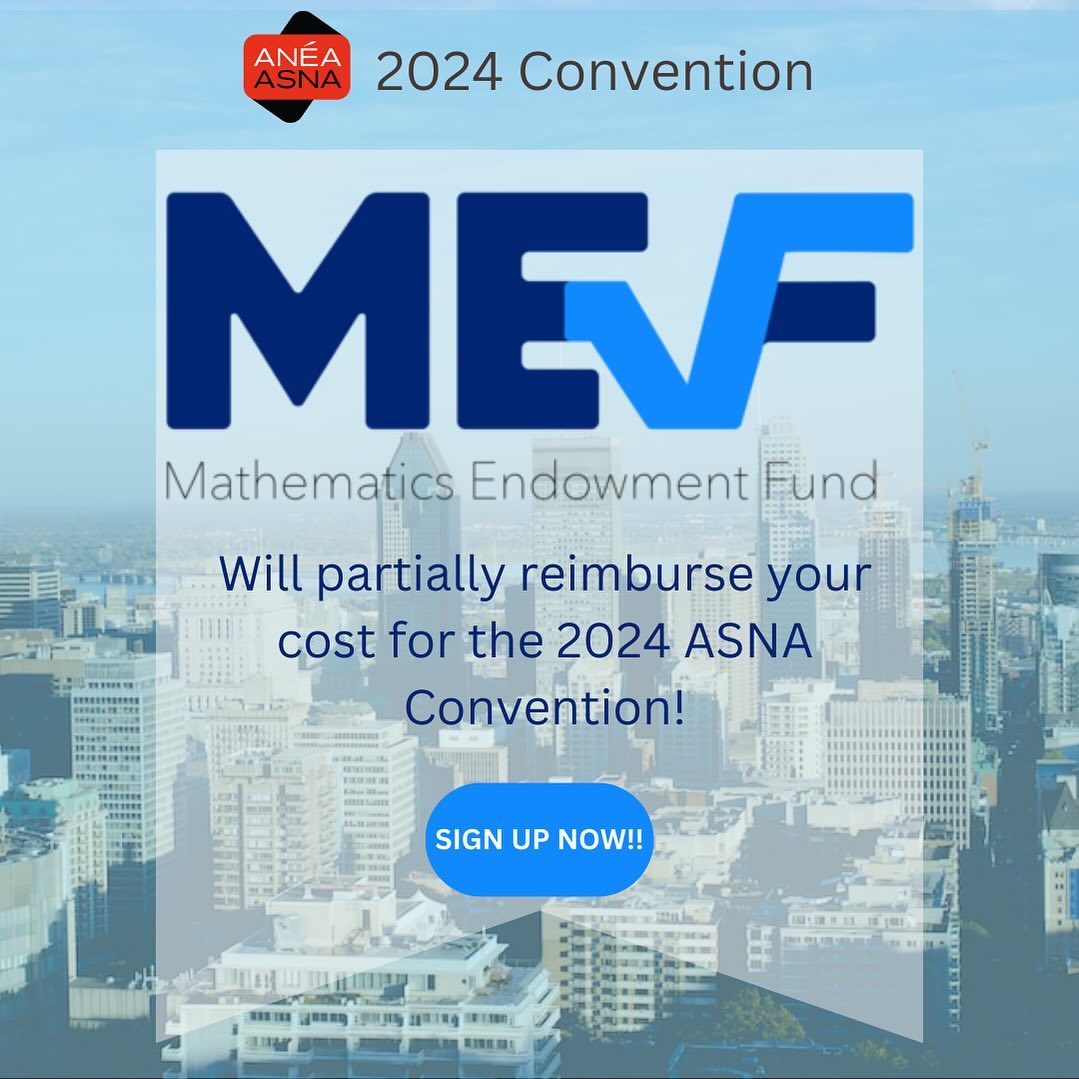 ANÉA
ASNA
2024 Convention
MEF
Mathematics Endowment Fund
Will partially reimburse your
cost for the 2024 ASNA
Convention!
SIGN UP NOW!!